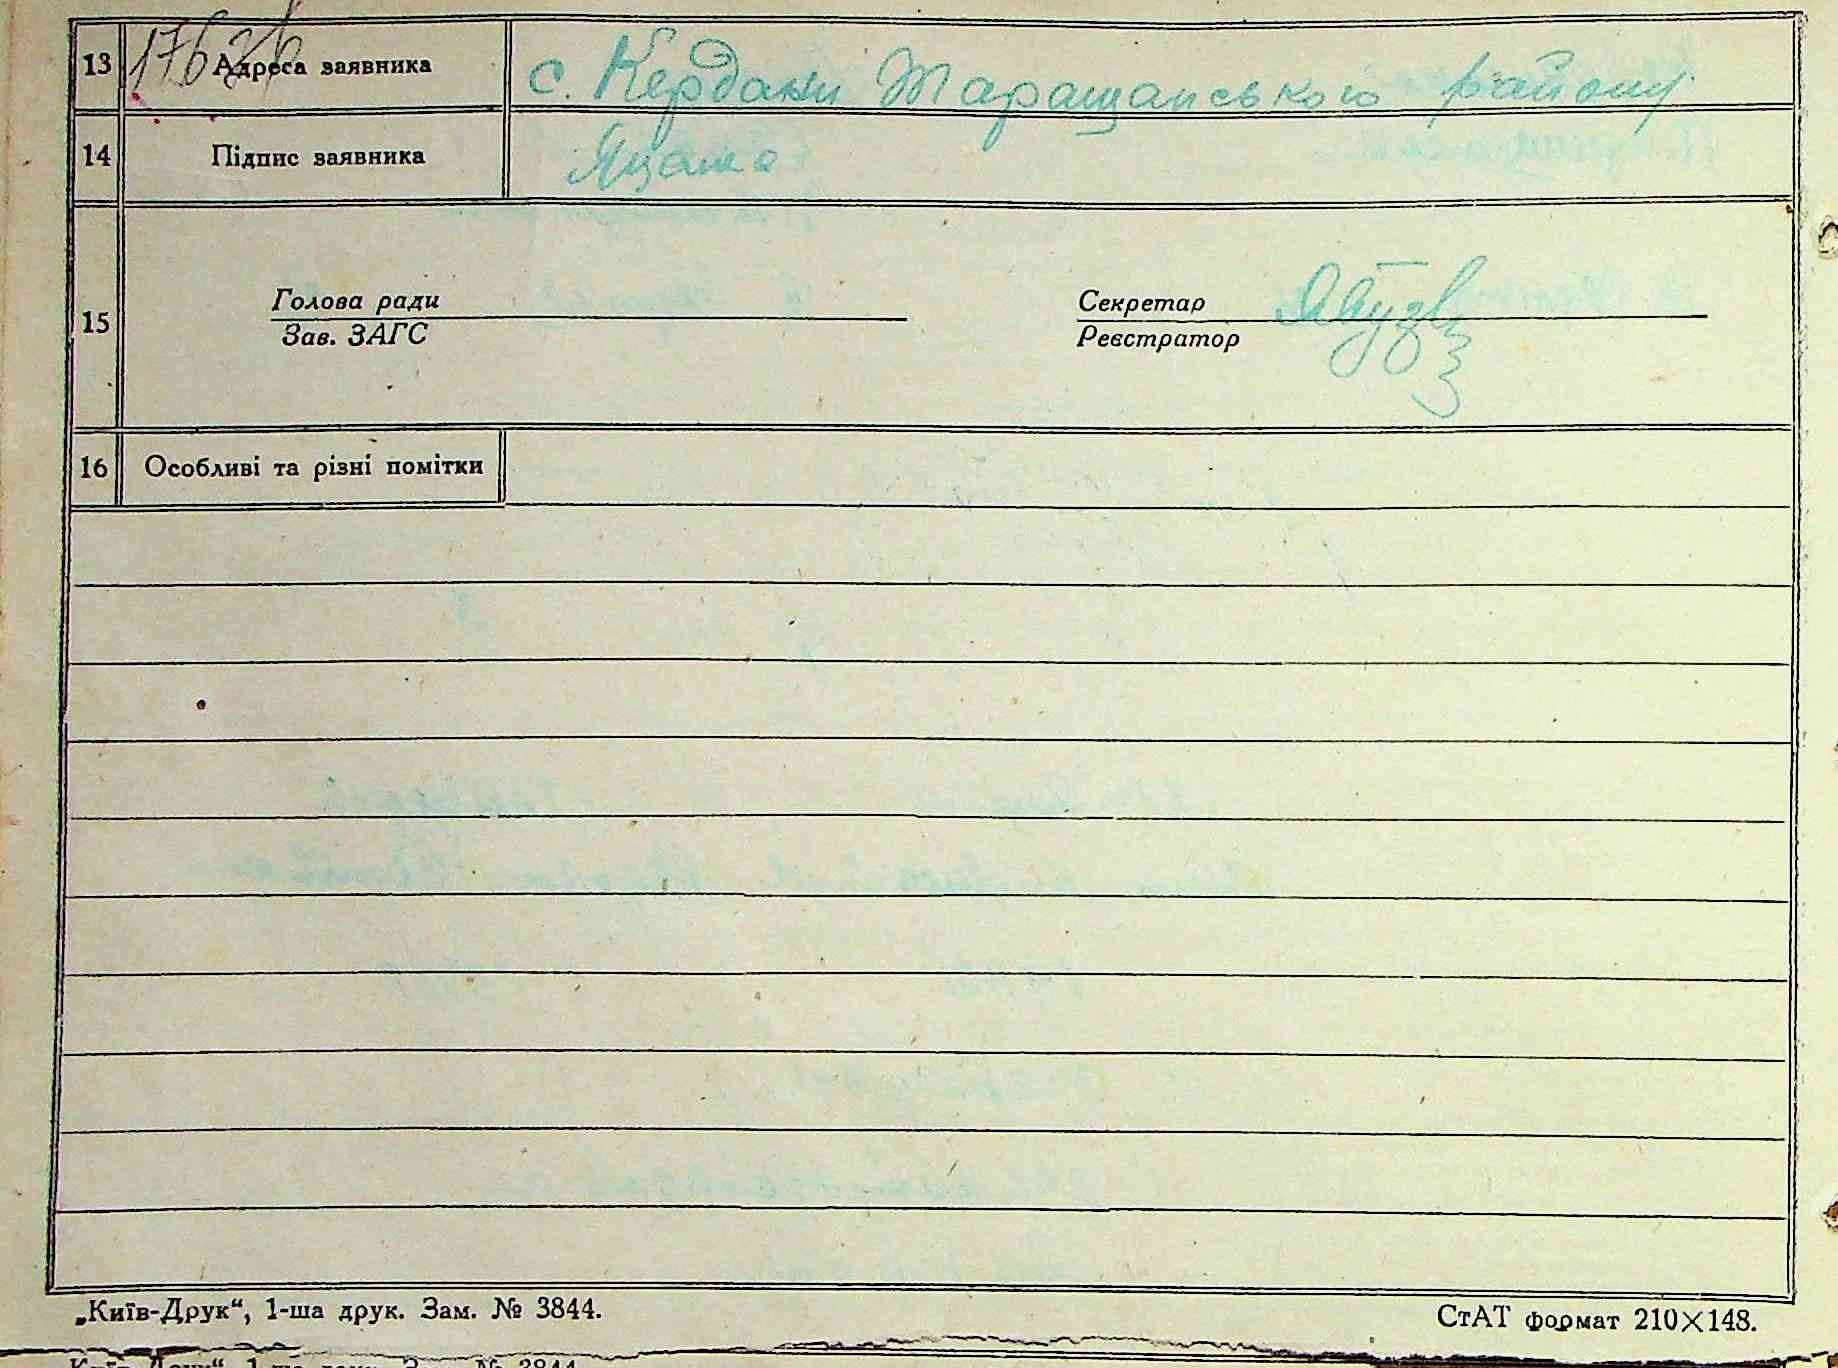 13 Адреса заявника с. Кердани Таращанського району
14 Підпис заявника
15 Голова ради Секретар
Зав. ЗАГС Реєстратор
16 Особливі та різні помітки
„Київ-Друк“, 1-ша друк. Зам. № 3844. СтАТ формат 210×148.